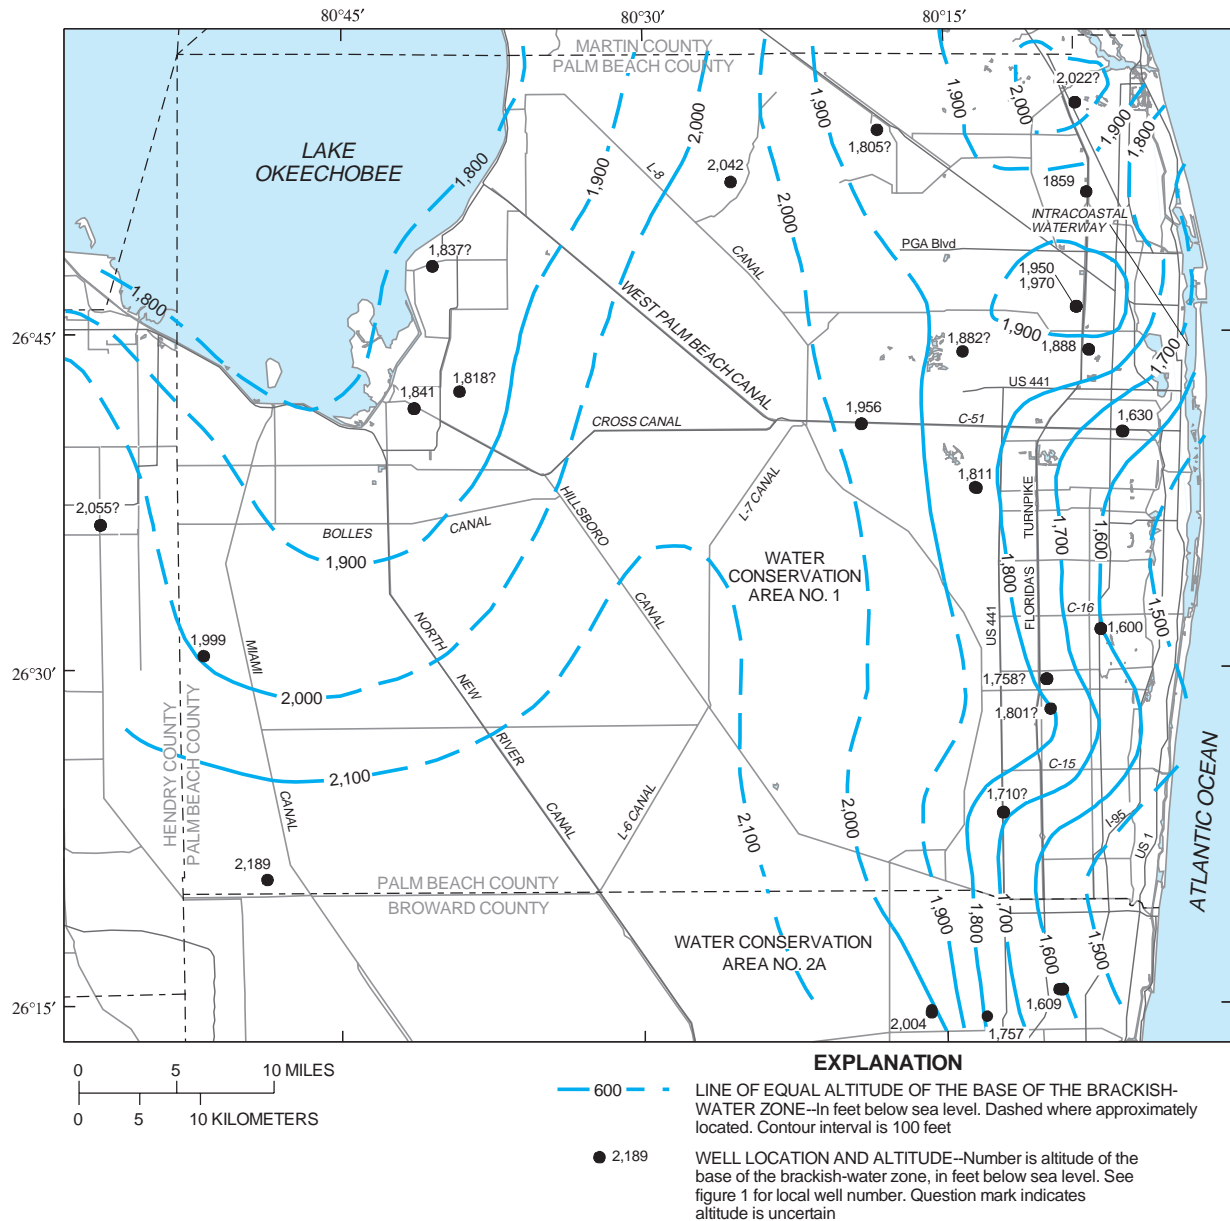 80°45'
80°30'
80°15'
MARTIN COUNTY
PALM BEACH COUNTY
LAKE
OKEECHOBEE
1,800
1,900
2,000
2,042
L-8
CANAL
1,900
2,000
1,805?
1,900
2,000
2,022?
1,900
1,800
1859
INTRACOASTAL
WATERWAY
PGA Blvd
1,837?
1,800
WEST PALM BEACH CANAL
1,950
1,970
1,900
26°45'
1,882?
1,888
1,700
1,818?
1,841
US 441
CROSS CANAL
1,956
C-51
1,630
1,811
L-7 CANAL
HILLSBORO
CANAL
2,055?
BOLLES
CANAL
1,900
TURNPIKE
FLORIDA'S
1,700
1,600
WATER
CONSERVATION
AREA NO. 1
1,800
US 441
C-16
1,500
1,600
1,999
MIAMI
CANAL
NORTH
NEW
RIVER
CANAL
26°30'
2,000
1,758?
1,801?
HENDRY COUNTY
PALM BEACH COUNTY
2,100
C-15
1,710?
L-6 CANAL
2,100
2,000
I-95
US 1
ATLANTIC OCEAN
2,189
PALM BEACH COUNTY
BROWARD COUNTY
1,900
1,800
1,700
1,600
1,500
WATER CONSERVATION
AREA NO. 2A
26°15'
2,004
1,757
1,609
0 5 10 MILES
0 5 10 KILOMETERS
EXPLANATION
600
LINE OF EQUAL ALTITUDE OF THE BASE OF THE BRACKISH-
WATER ZONE--In feet below sea level. Dashed where approximately
located. Contour interval is 100 feet
2,189
WELL LOCATION AND ALTITUDE--Number is altitude of the
base of the brackish-water zone, in feet below sea level. See
figure 1 for local well number. Question mark indicates
altitude is uncertain